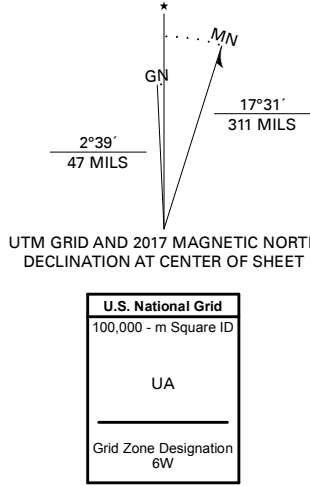 ★
MN
GN
17°31´
311 MILS
2°39´
47 MILS
UTM GRID AND 2017 MAGNETIC NORTH
DECLINATION AT CENTER OF SHEET
U.S. National Grid
100,000 - m Square ID
UA
Grid Zone Designation
6W